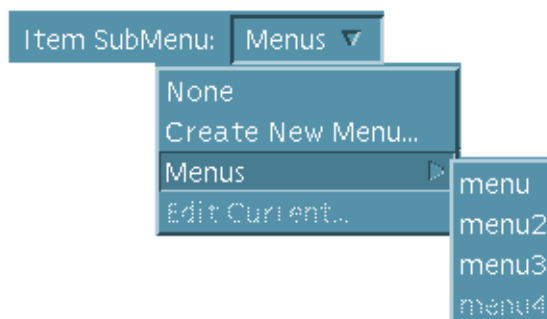 Item SubMenu: Menus
None
Create New Menu...
Menus
Edit Current...
menu
menu2
menu3
menu4